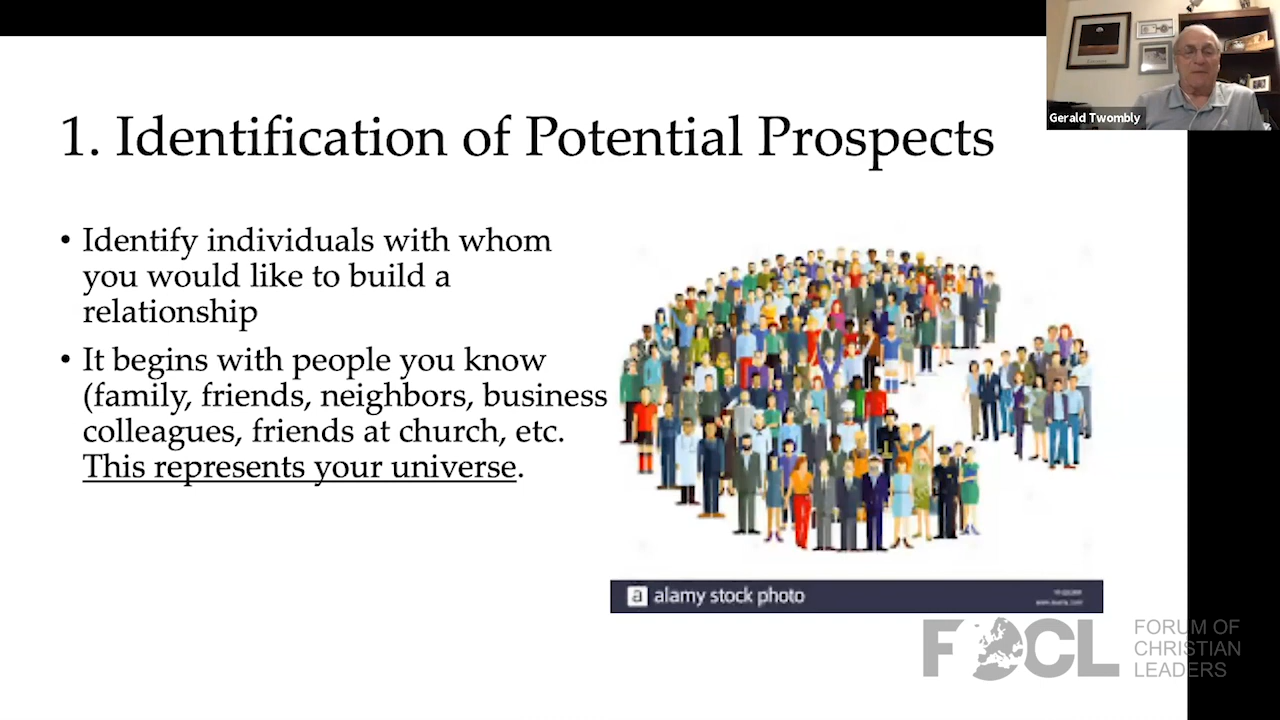 Gerald Twombly
1. Identification of Potential Prospects
• Identify individuals with whom
you would like to build a
relationship
• It begins with people you know
(family, friends, neighbors, business
colleagues, friends at church, etc.
This represents your universe.
a alamy stock photo
FOCL
FORUM OF
CHRISTIAN
LEADERS